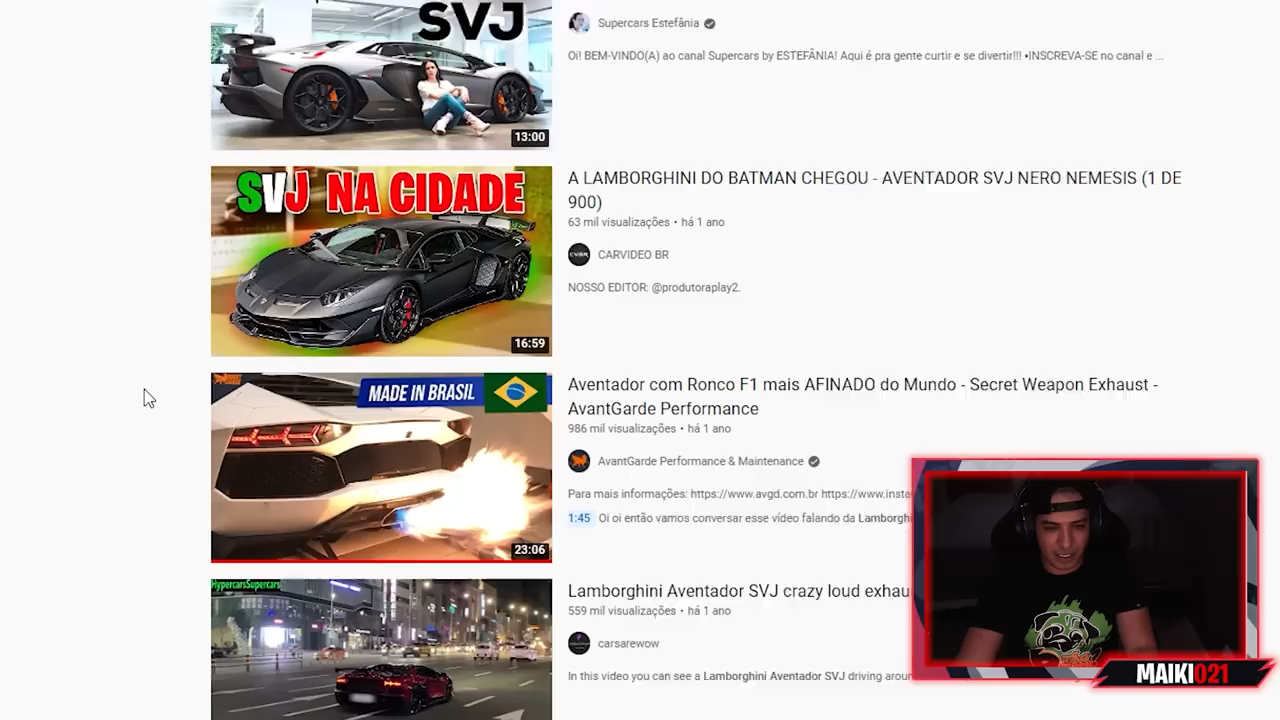 SVJ
Supercars Estefânia
Oi! BEM-VINDO(A) ao canal Supercars by ESTEFÂNIA! Aqui é pra gente curtir e se divertir!!! •INSCREVA-SE no canal e ...
13:00
SVJ NA CIDADE
A LAMBORGHINI DO BATMAN CHEGOU - AVENTADOR SVJ NERO NEMESIS (1 DE
900)
63 mil visualizações • há 1 ano
CVBR
CARVIDEO BR
NOSSO EDITOR: @produtoraplay2.
16:59
MADE IN BRASIL
Aventador com Ronco F1 mais AFINADO do Mundo - Secret Weapon Exhaust -
AvantGarde Performance
986 mil visualizações • há 1 ano
AvantGarde Performance & Maintenance
Para mais informações: https://www.avgd.com.br https://www.insta
1:45 Oi oi então vamos conversar esse vídeo falando da Lamborghi
23:06
HypercarsSupercars
Lamborghini Aventador SVJ crazy loud exhau
559 mil visualizações • há 1 ano
carsarewow
In this video you can see a Lamborghini Aventador SVJ driving aroun
MAIKI021